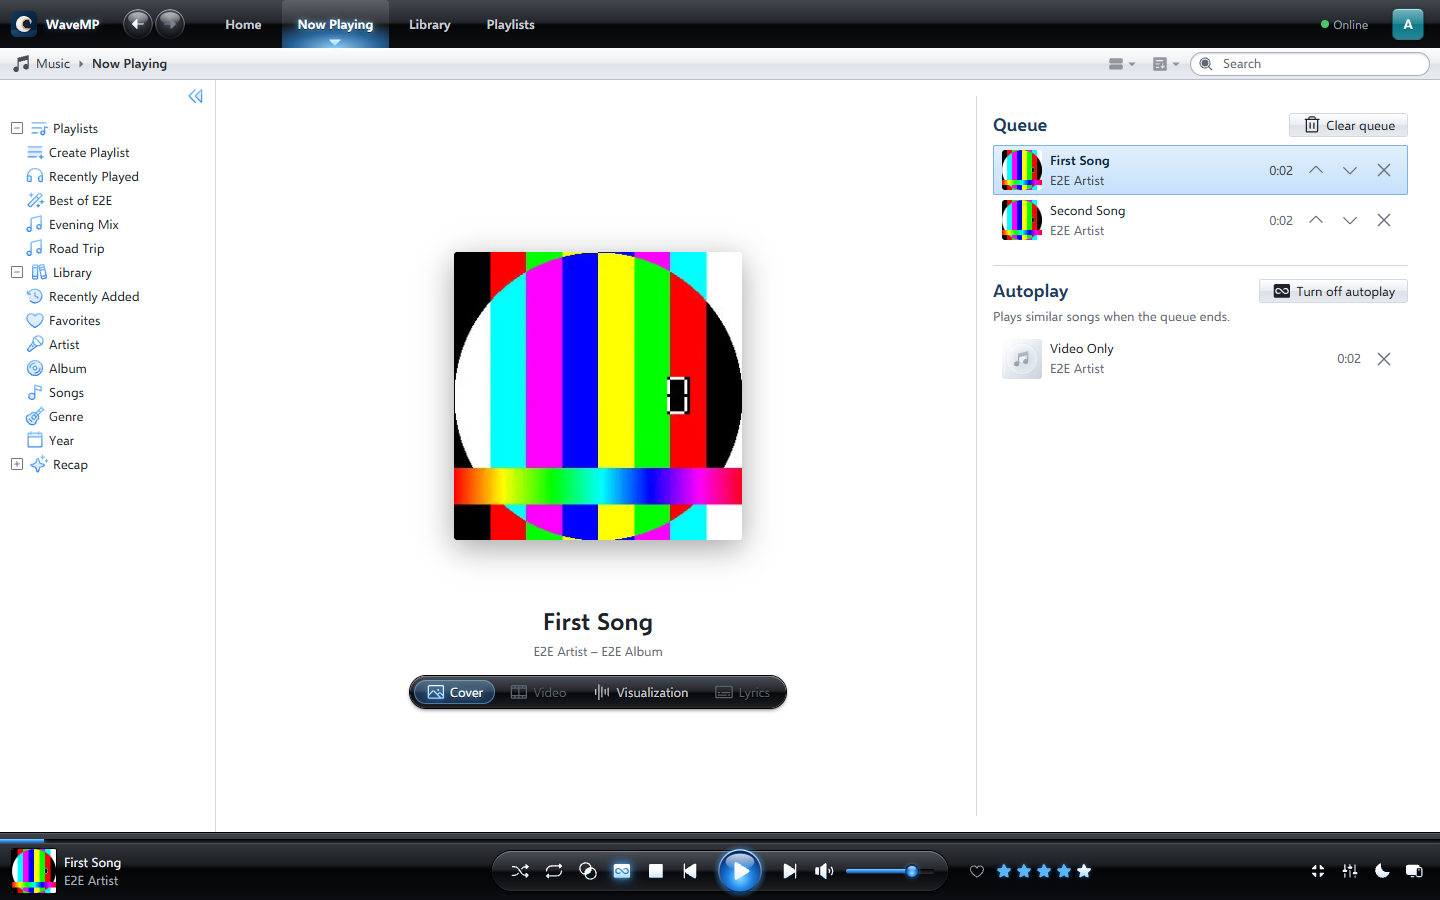 WaveMP
Home
Now Playing
Library
Playlists
Online
A
Music
Now Playing
Search
Playlists
Create Playlist
Recently Played
Best of E2E
Evening Mix
Road Trip
Library
Recently Added
Favorites
Artist
Album
Songs
Genre
Year
Recap
First Song
E2E Artist – E2E Album
Cover
Video
Visualization
Lyrics
Queue
Clear queue
First Song
E2E Artist
0:02
Second Song
E2E Artist
0:02
Autoplay
Turn off autoplay
Plays similar songs when the queue ends.
Video Only
E2E Artist
0:02
First Song
E2E Artist